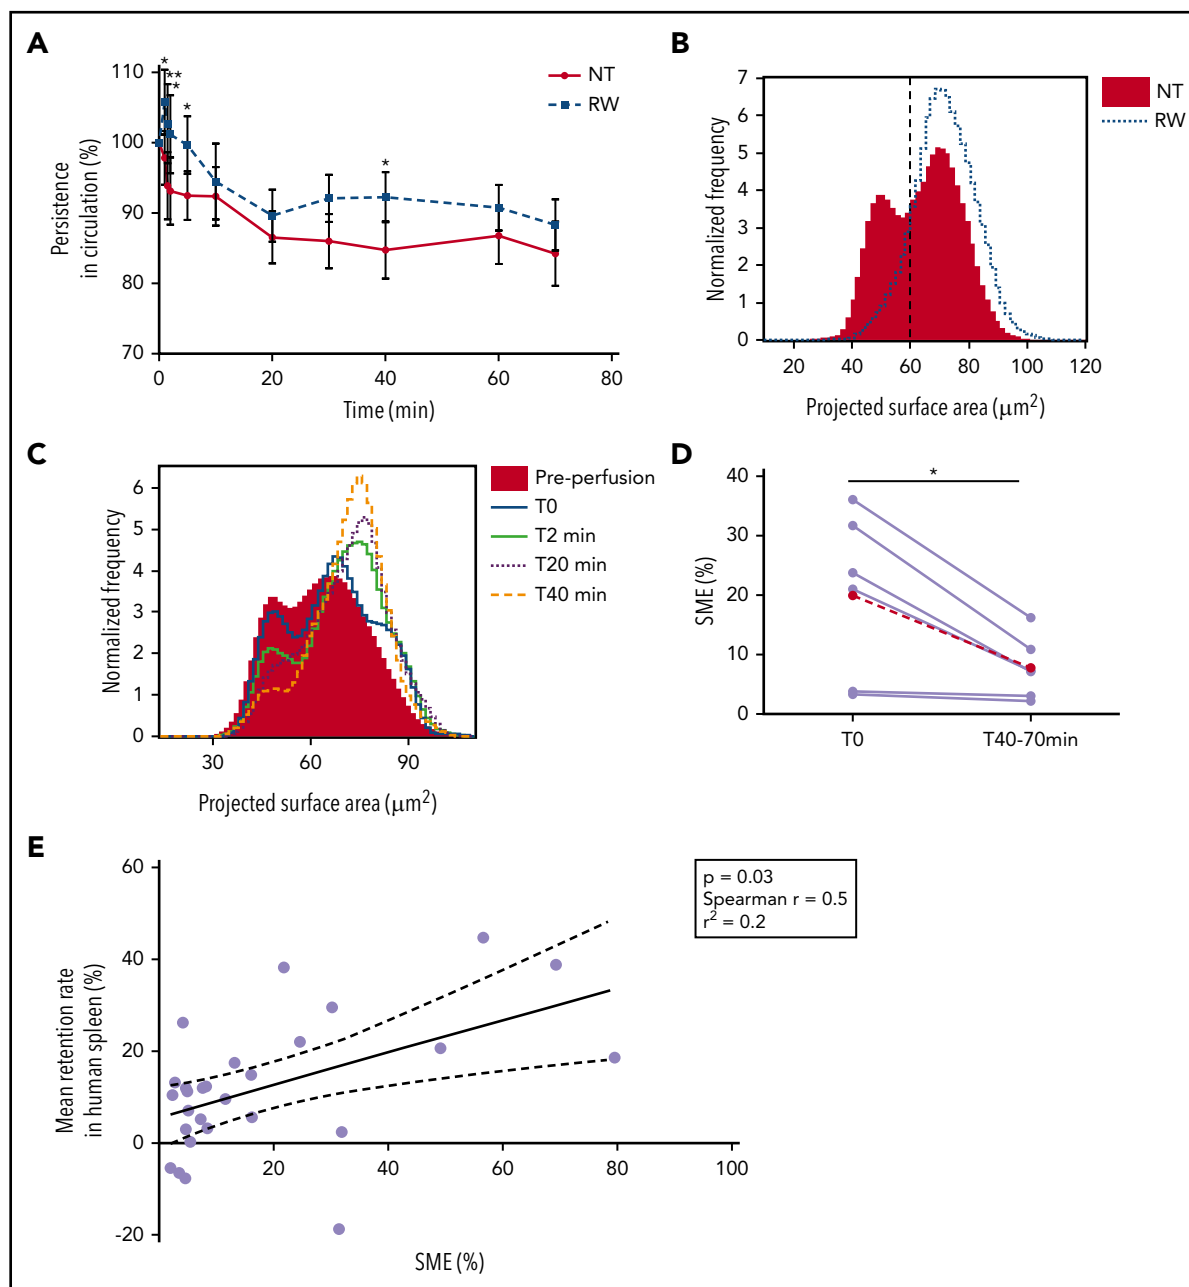 A
110
100
90
80
70
0
20
40
60
80
Persistence
in circulation (%)
Time (min)
*
**
*
*
*
NT
RW
B
7
6
5
4
3
2
1
0
20
40
60
80
100
120
Normalized frequency
Projected surface area (μm²)
NT
RW
C
6
5
4
3
2
1
0
30
60
90
Normalized frequency
Projected surface area (μm²)
Pre-perfusion
T0
T2 min
T20 min
T40 min
D
40
30
20
10
0
SME (%)
*
T0
T40-70min
E
60
40
20
0
-20
20
40
60
80
100
Mean retention rate
in human spleen (%)
SME (%)
p = 0.03
Spearman r = 0.5
r² = 0.2